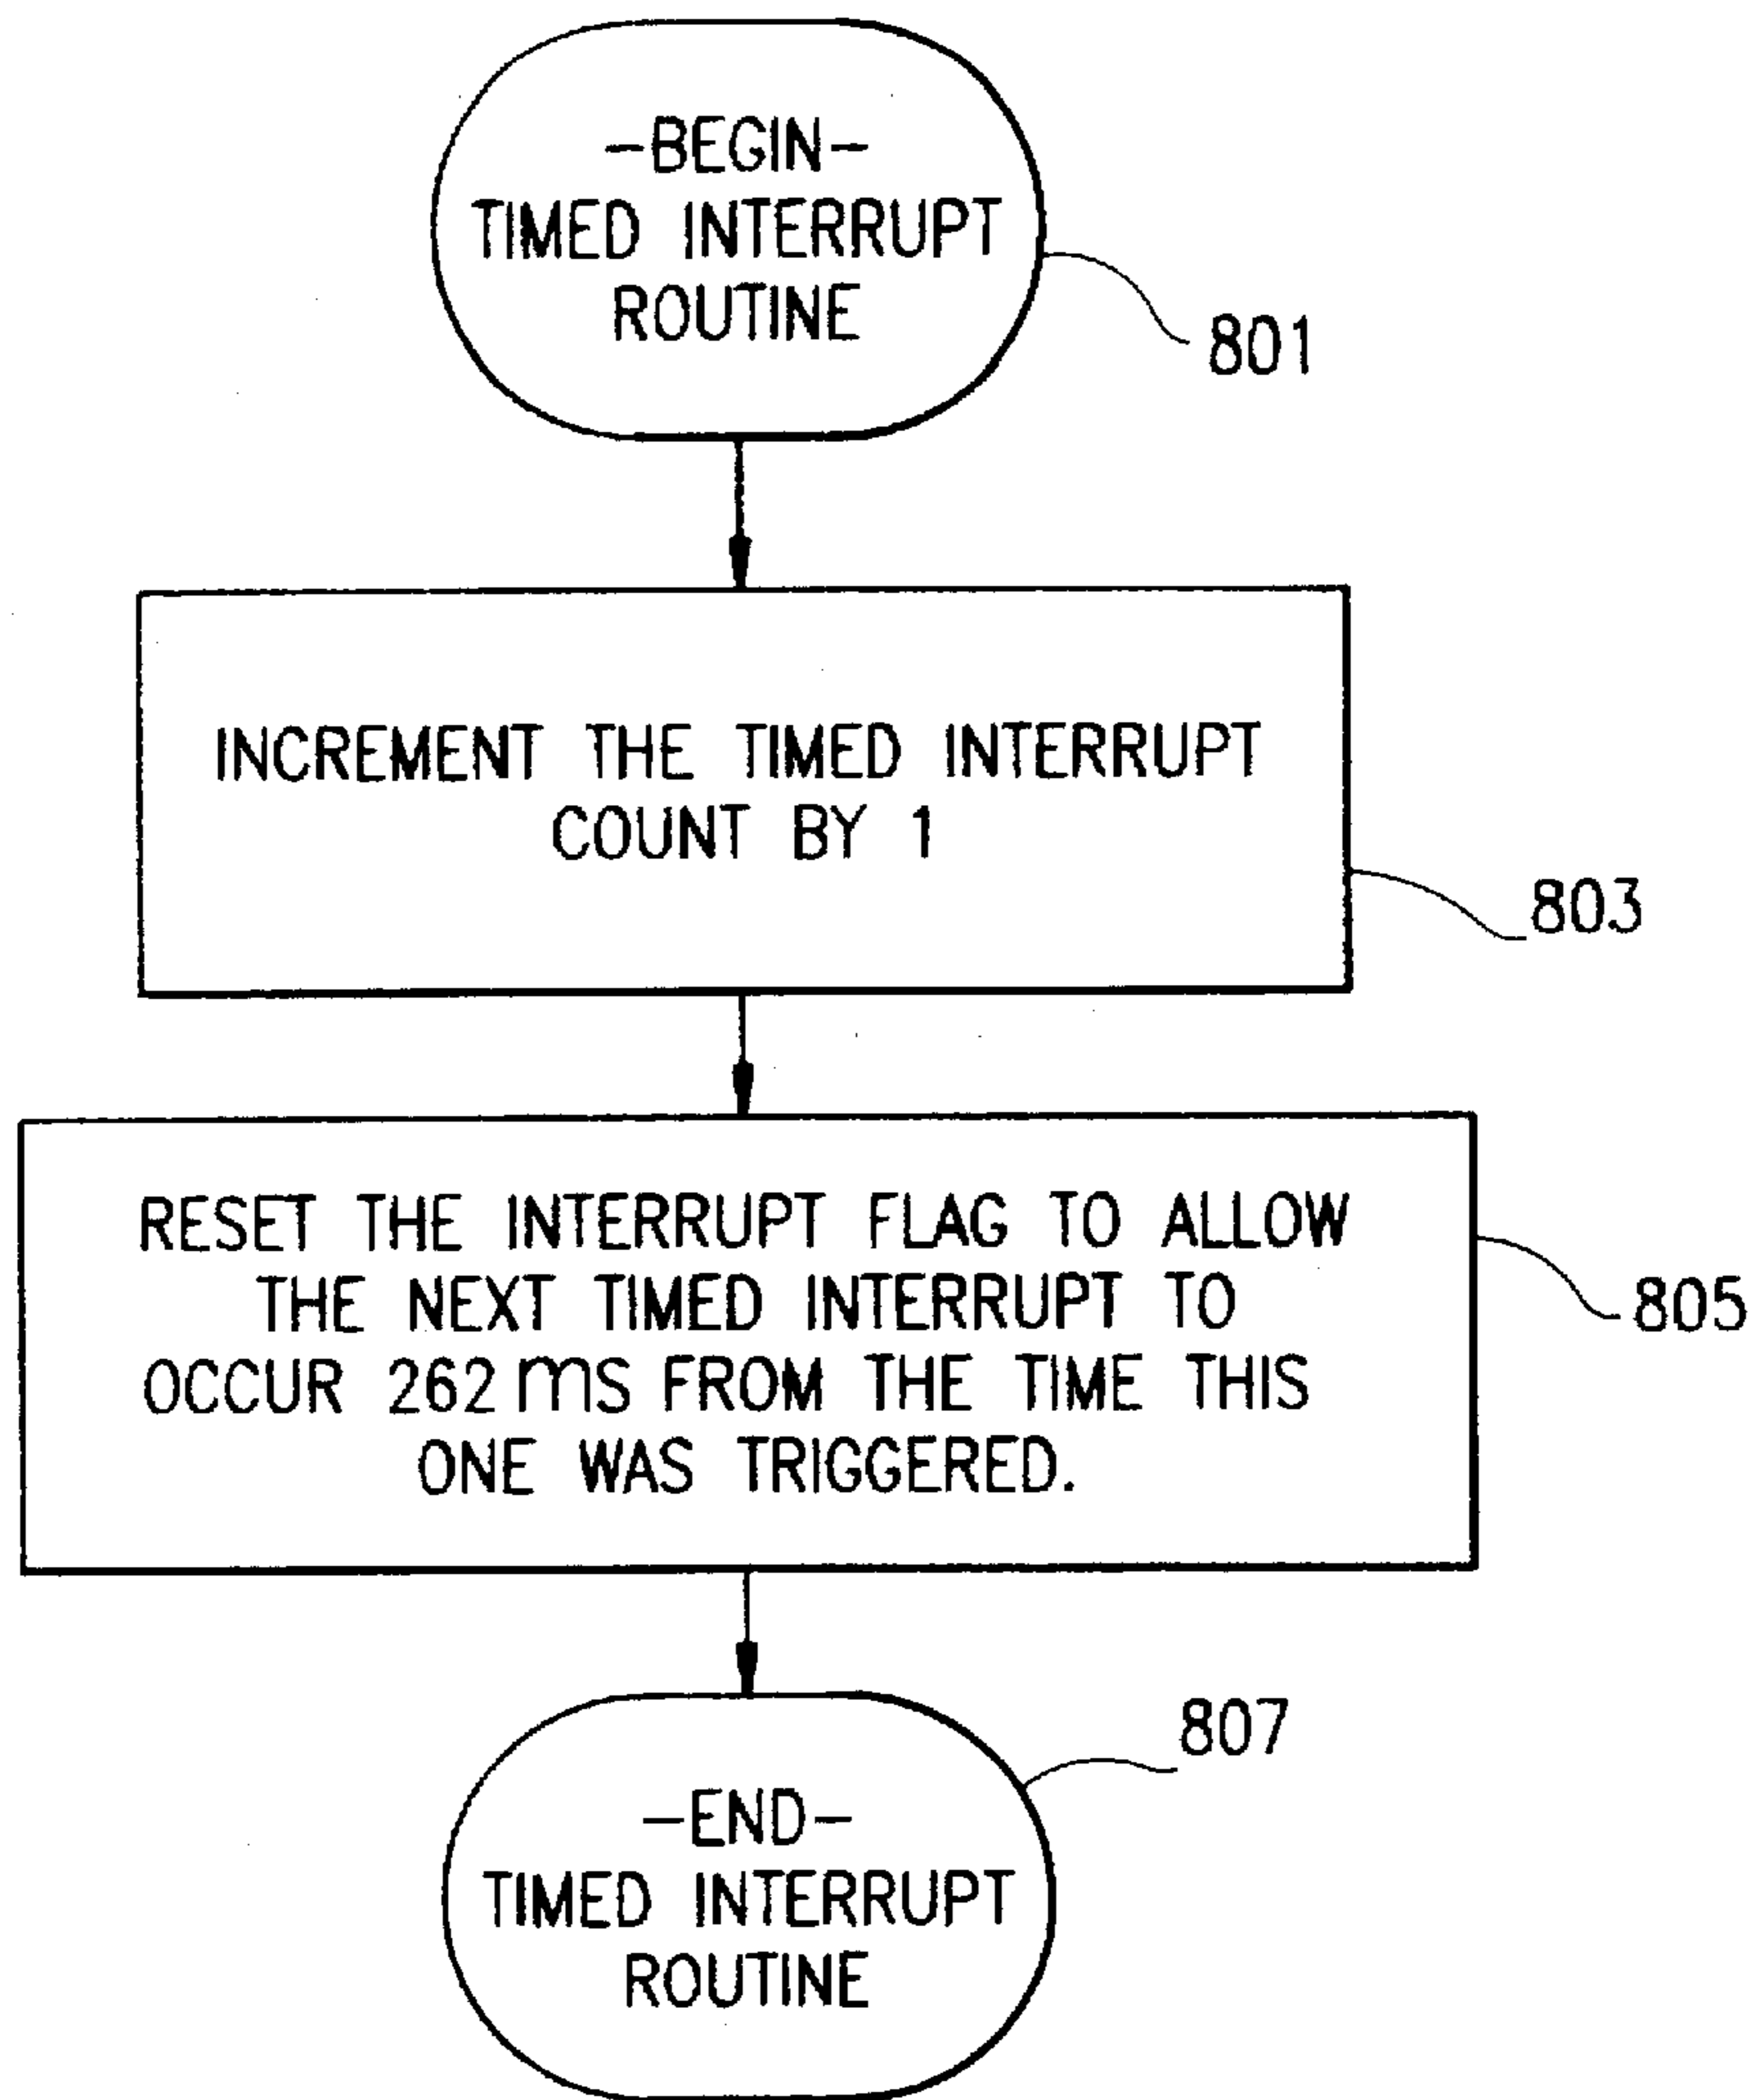 -BEGIN-
TIMED INTERRUPT
ROUTINE
801
INCREMENT THE TIMED INTERRUPT
COUNT BY 1
803
RESET THE INTERRUPT FLAG TO ALLOW
THE NEXT TIMED INTERRUPT TO
OCCUR 262 ms FROM THE TIME THIS
ONE WAS TRIGGERED.
805
807
-END-
TIMED INTERRUPT
ROUTINE